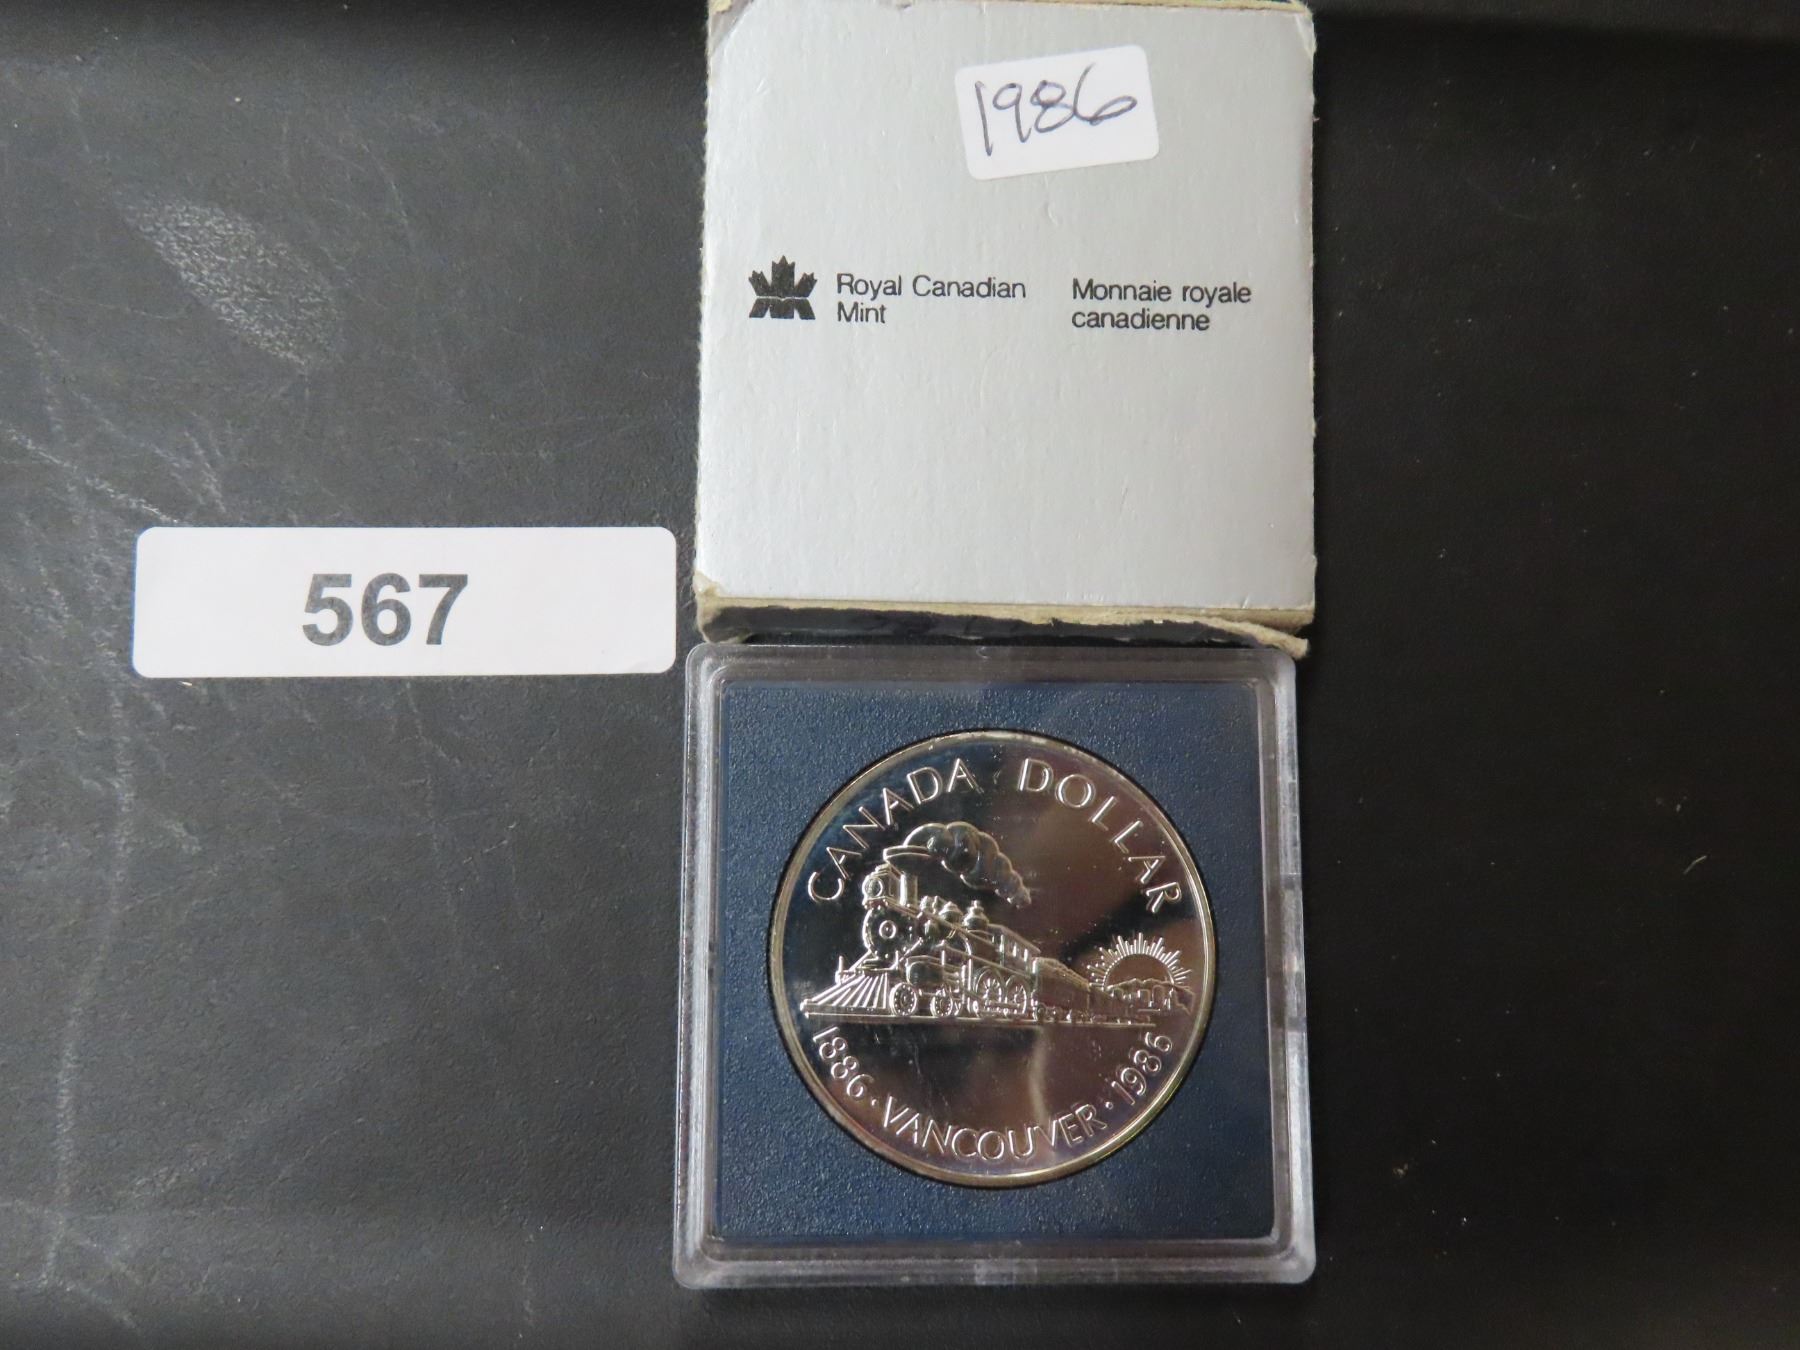 1986
Royal Canadian Monnaie royale
Mint canadienne
567
CANADA DOLLAR
1886 · VANCOUVER · 1986